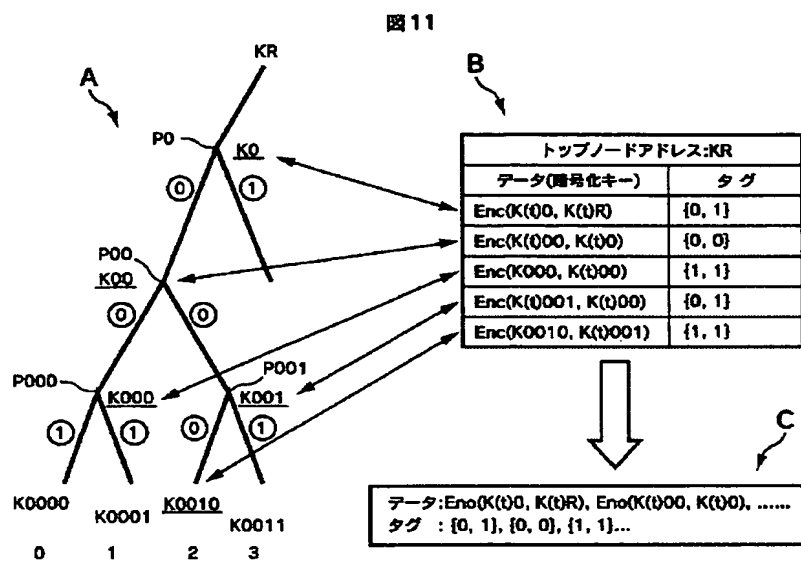 図11
KR
A
B
P0
K0
0
1
トップノードアドレス:KR
データ(暗号化キー)
タグ
Enc(K(t)0, K(t)R)
{0, 1}
Enc(K(t)00, K(t)0)
{0, 0}
Enc(K000, K(t)00)
{1, 1}
Enc(K(t)001, K(t)00)
{0, 1}
Enc(K0010, K(t)001)
{1, 1}
P00
K00
0
0
P000
K000
P001
K001
1
1
0
1
K0000
K0001
K0010
K0011
0
1
2
3
C
データ:Eno(K(t)0, K(t)R), Eno(K(t)00, K(t)0), ......
タグ : {0, 1}, {0, 0}, {1, 1}...